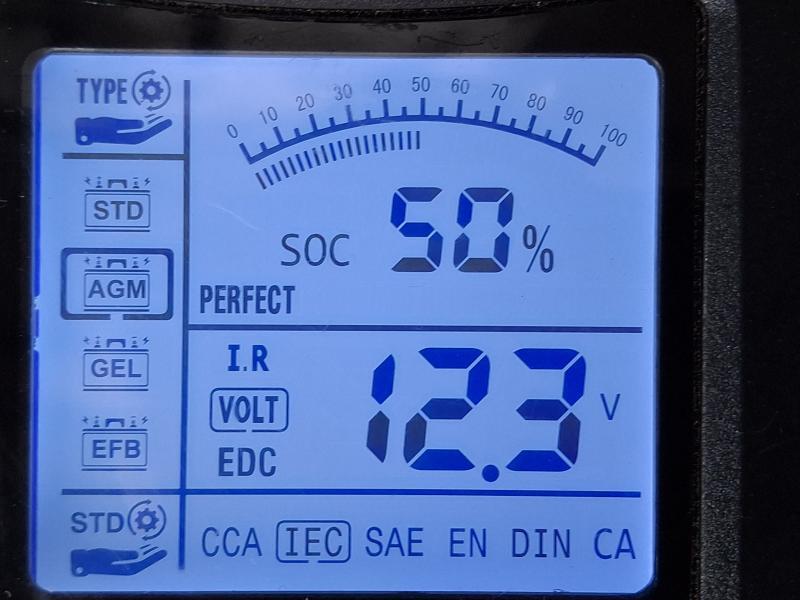 TYPE
STD
AGM
GEL
EFB
STD
0 10 20 30 40 50 60 70 80 90 100
SOC 50%
PERFECT
I.R
VOLT
EDC
12.3 V
CCA IEC SAE EN DIN CA